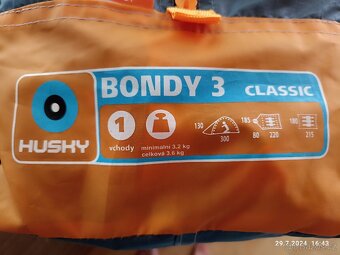 BONDY 3 CLASSIC
HUSKY
1
vchody
minimální 3,2 kg
celková 3,6 kg
130
300
185
80 220
180
215
29.7.2024 16:43